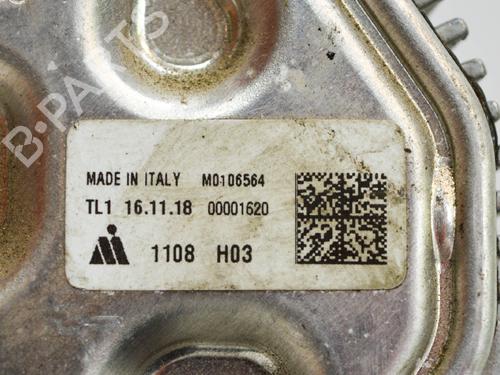 B-PARTS
MADE IN ITALY M0106564
TL1 16.11.18 00001620
1108 H03